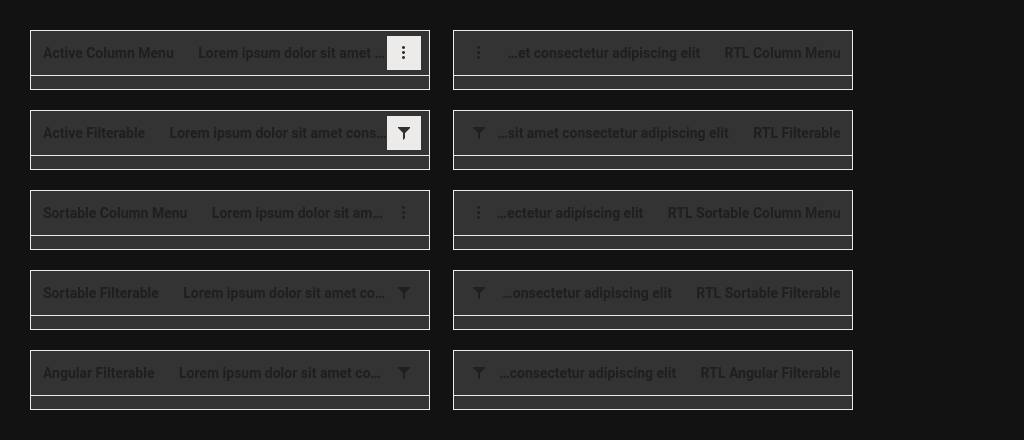 Active Column Menu Lorem ipsum dolor sit amet …
…et consectetur adipiscing elit RTL Column Menu
Active Filterable Lorem ipsum dolor sit amet cons…
…sit amet consectetur adipiscing elit RTL Filterable
Sortable Column Menu Lorem ipsum dolor sit am…
…ectetur adipiscing elit RTL Sortable Column Menu
Sortable Filterable Lorem ipsum dolor sit amet co…
…onsectetur adipiscing elit RTL Sortable Filterable
Angular Filterable Lorem ipsum dolor sit amet co…
…consectetur adipiscing elit RTL Angular Filterable